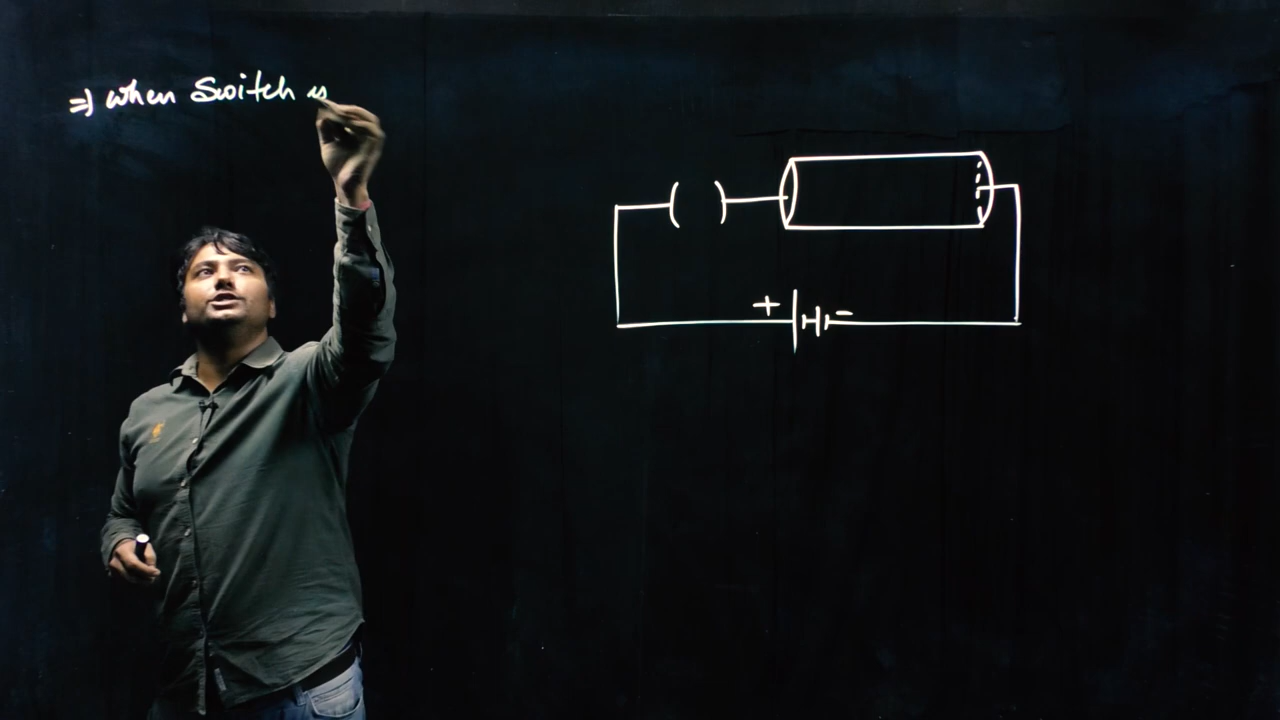 ⇒ when Switch is
+ -